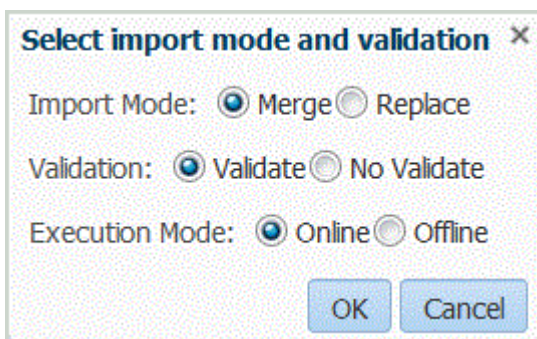 Select import mode and validation ×
Import Mode: Merge Replace
Validation: Validate No Validate
Execution Mode: Online Offline
OK Cancel